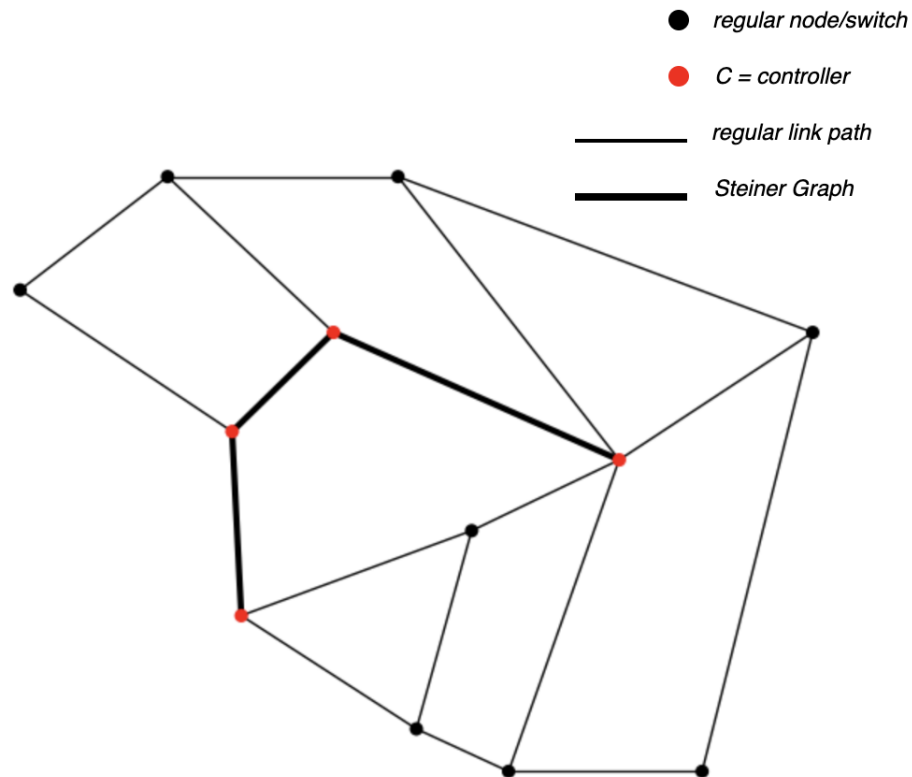 regular node/switch
C = controller
regular link path
Steiner Graph